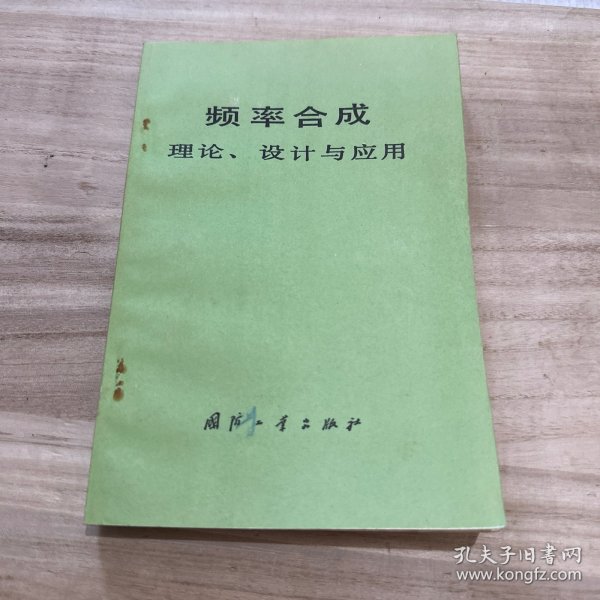 频率合成
理论、设计与应用
国防工业出版社
孔夫子旧书网
www.kongfz.com